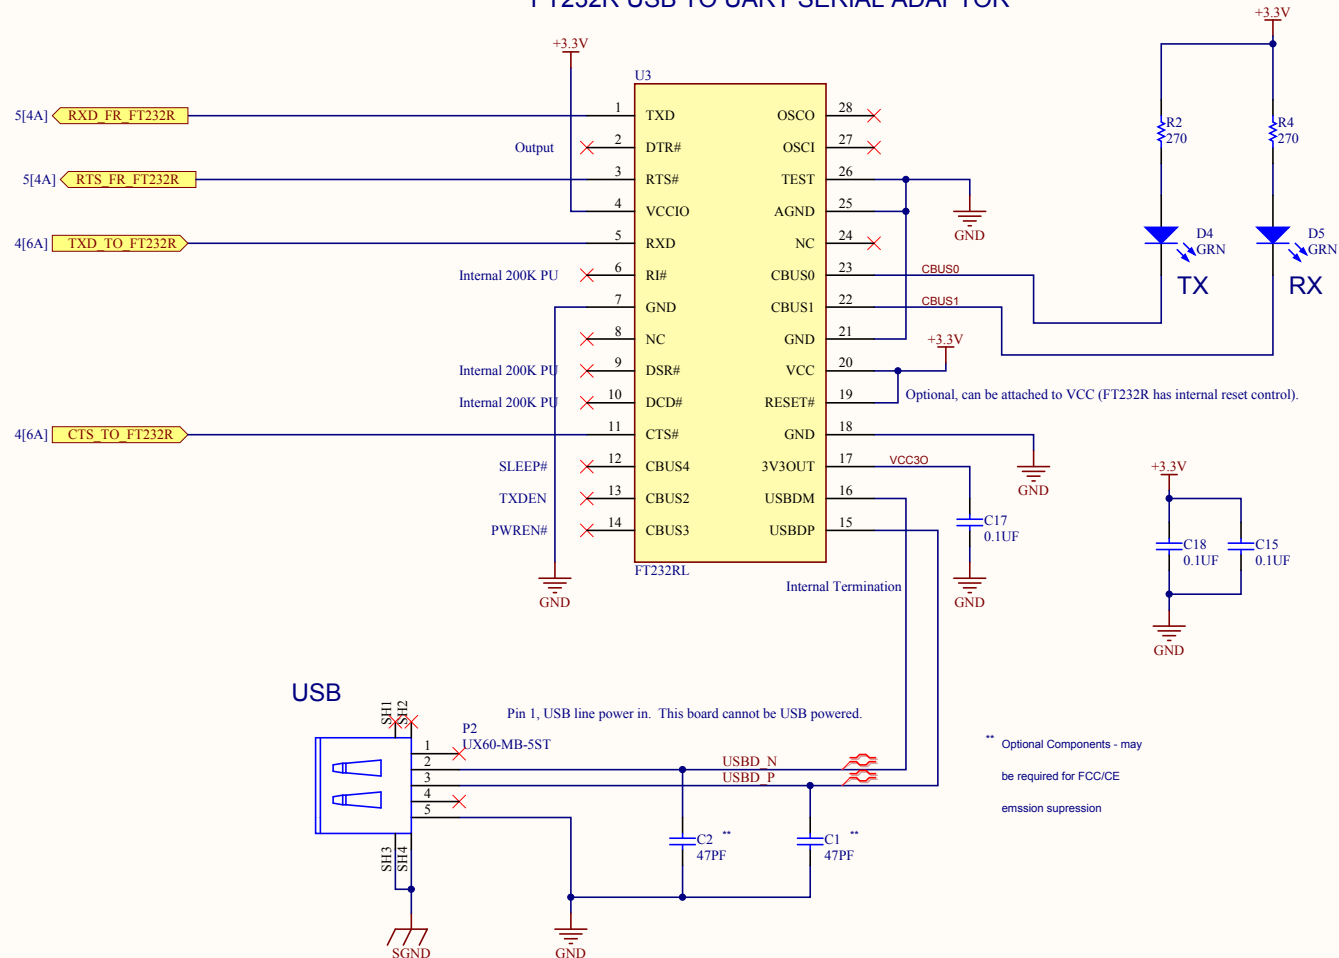 FT232R USB TO UART SERIAL ADAPTOR
+3.3V
+3.3V
U3
5[4A] RXD_FR_FT232R
1 TXD
OSCO 28
R2
270
R4
270
Output
2 DTR#
OSCI 27
5[4A] RTS_FR_FT232R
3 RTS#
TEST 26
4 VCCIO
AGND 25
GND
4[6A] TXD_TO_FT232R
5 RXD
NC 24
D4
GRN
D5
GRN
Internal 200K PU
6 RI#
CBUS0 23
CBUS0
TX
RX
7 GND
CBUS1 22
CBUS1
8 NC
GND 21
+3.3V
Internal 200K PU
9 DSR#
VCC 20
Internal 200K PU
10 DCD#
RESET# 19
Optional, can be attached to VCC (FT232R has internal reset control).
4[6A] CTS_TO_FT232R
11 CTS#
GND 18
GND
SLEEP#
12 CBUS4
3V3OUT 17
VCC3O
+3.3V
TXDEN
13 CBUS2
USBDM 16
PWREN#
14 CBUS3
USBDP 15
C17
0.1UF
C18
0.1UF
C15
0.1UF
FT232RL
Internal Termination
GND
GND
GND
USB
SH1
SH2
Pin 1, USB line power in. This board cannot be USB powered.
P2
UX60-MB-5ST
1
2
3
4
5
USBD_N
USBD_P
** Optional Components - may
be required for FCC/CE
emssion supression
C2 **
47PF
C1 **
47PF
SH3
SH4
SGND
GND